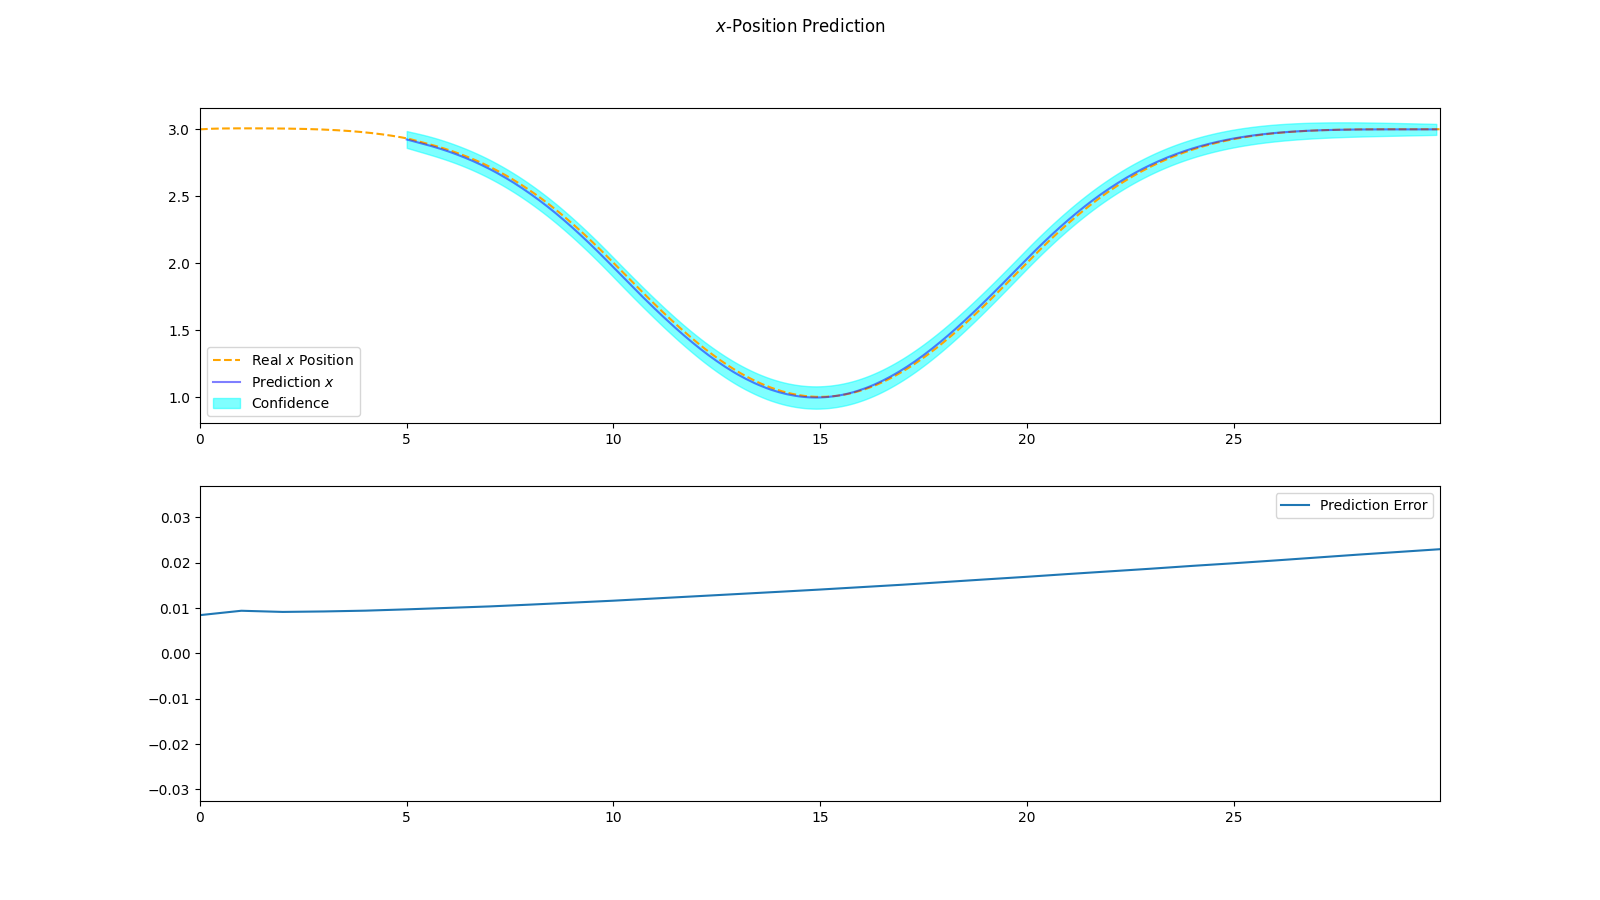 x-Position Prediction
3.0
2.5
2.0
1.5
1.0
Real x Position
Prediction x
Confidence
0 5 10 15 20 25
0.03
0.02
0.01
0.00
−0.01
−0.02
−0.03
Prediction Error
0 5 10 15 20 25